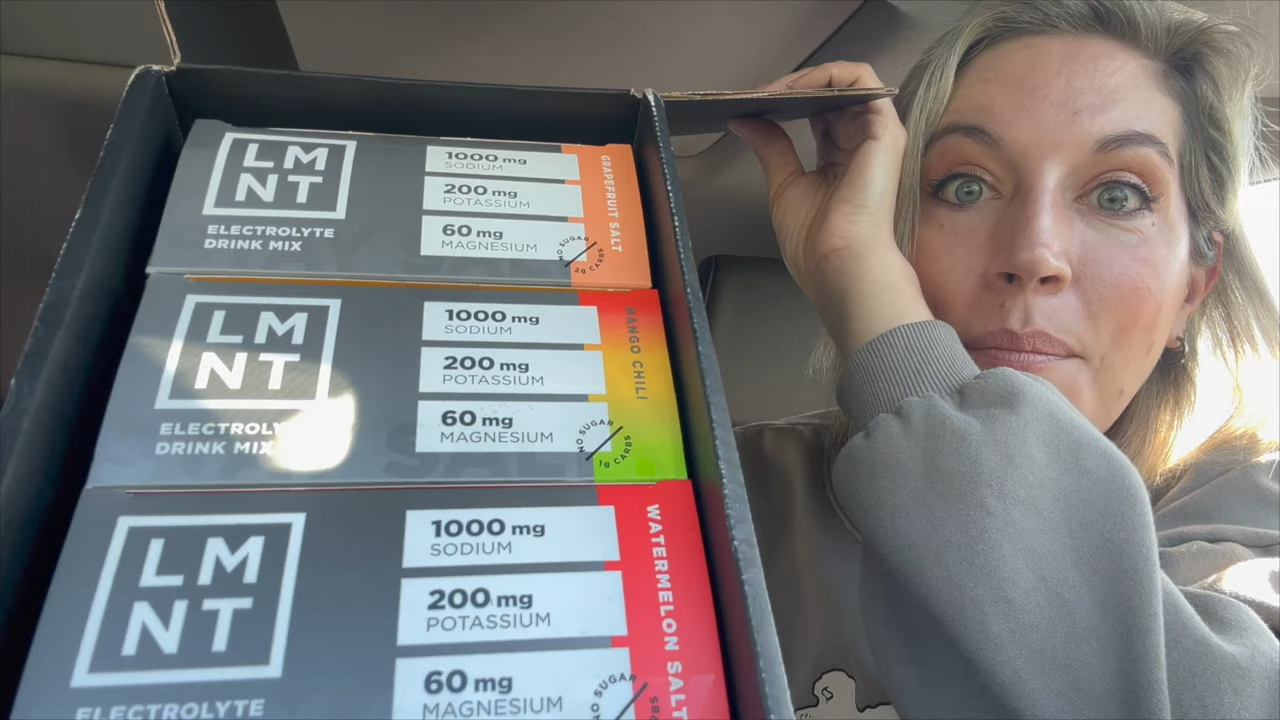 LM
NT
ELECTROLYTE
DRINK MIX
1000 mg
SODIUM
200 mg
POTASSIUM
60 mg
MAGNESIUM
GRAPEFRUIT SALT
NO SUGAR
2g CARBS
LM
NT
ELECTROLY
DRINK MIX
1000 mg
SODIUM
200 mg
POTASSIUM
60 mg
MAGNESIUM
MANGO CHILI
NO SUGAR
1g CARBS
LM
NT
ELECTROLYTE
1000 mg
SODIUM
200 mg
POTASSIUM
60 mg
MAGNESIUM
WATERMELON SALT
NO SUGAR